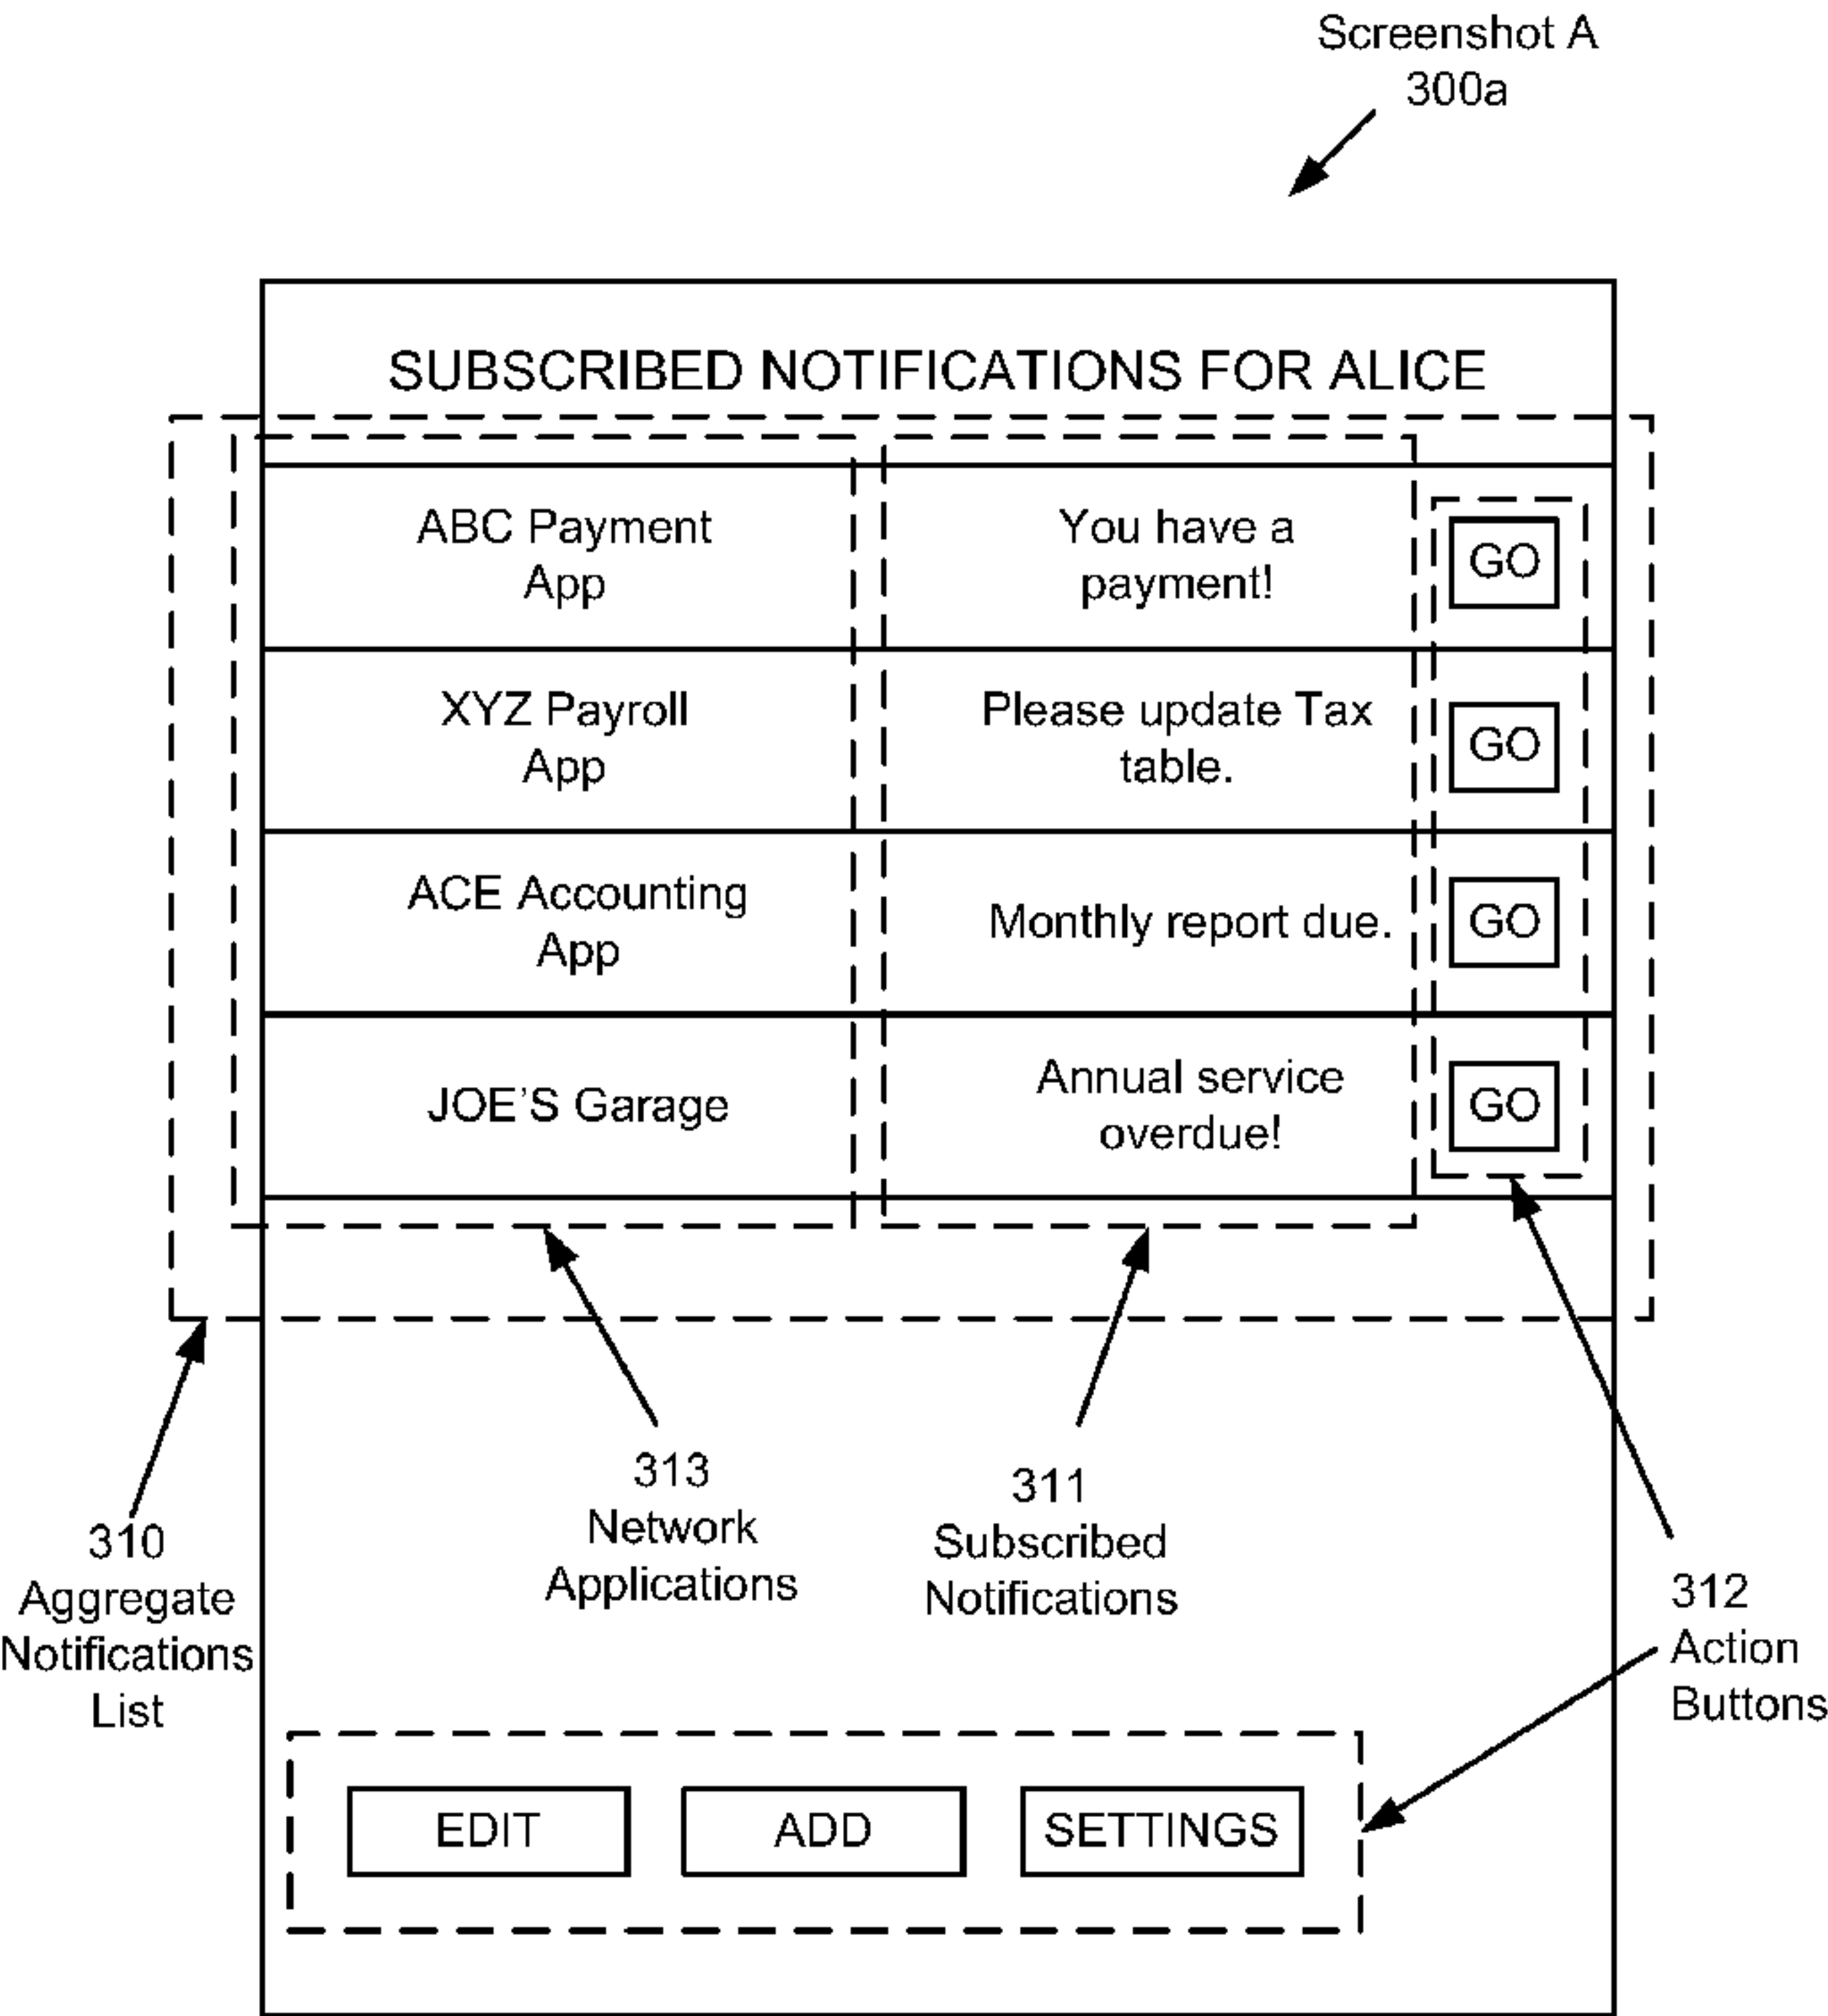 Screenshot A
300a
SUBSCRIBED NOTIFICATIONS FOR ALICE
ABC Payment
App
You have a
payment!
GO
XYZ Payroll
App
Please update Tax
table.
GO
ACE Accounting
App
Monthly report due.
GO
JOE'S Garage
Annual service
overdue!
GO
310
Aggregate
Notifications
List
313
Network
Applications
311
Subscribed
Notifications
312
Action
Buttons
EDIT
ADD
SETTINGS